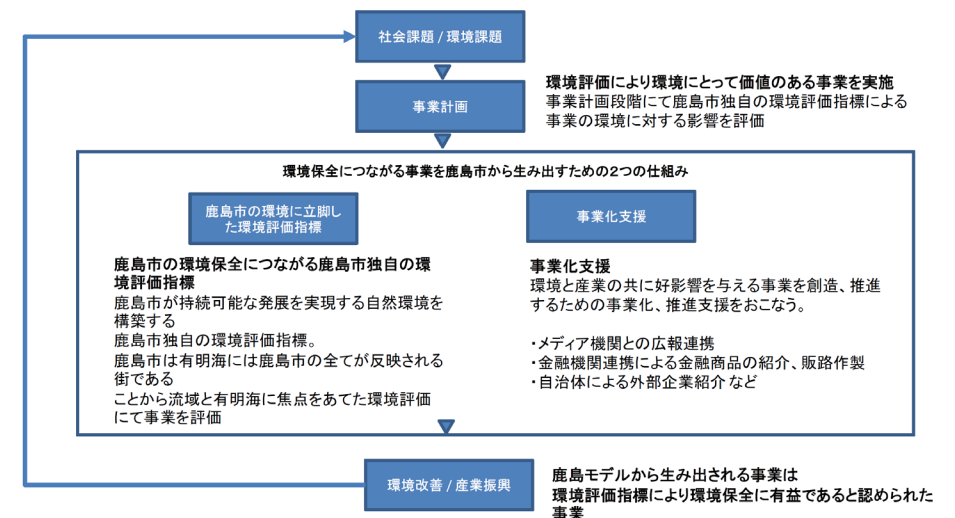 社会課題 / 環境課題
事業計画
環境評価により環境にとって価値のある事業を実施
事業計画段階にて鹿島市独自の環境評価指標による
事業の環境に対する影響を評価
環境保全につながる事業を鹿島市から生み出すための２つの仕組み
鹿島市の環境に立脚し
た環境評価指標
鹿島市の環境保全につながる鹿島市独自の環
境評価指標
鹿島市が持続可能な発展を実現する自然環境を
構築する
鹿島市独自の環境評価指標。
鹿島市は有明海には鹿島市の全てが反映される
街である
ことから流域と有明海に焦点をあてた環境評価
にて事業を評価
事業化支援
事業化支援
環境と産業の共に好影響を与える事業を創造、推進
するための事業化、推進支援をおこなう。
・メディア機関との広報連携
・金融機関連携による金融商品の紹介、販路作製
・自治体による外部企業紹介 など
環境改善 / 産業振興
鹿島モデルから生み出される事業は
環境評価指標により環境保全に有益であると認められた
事業